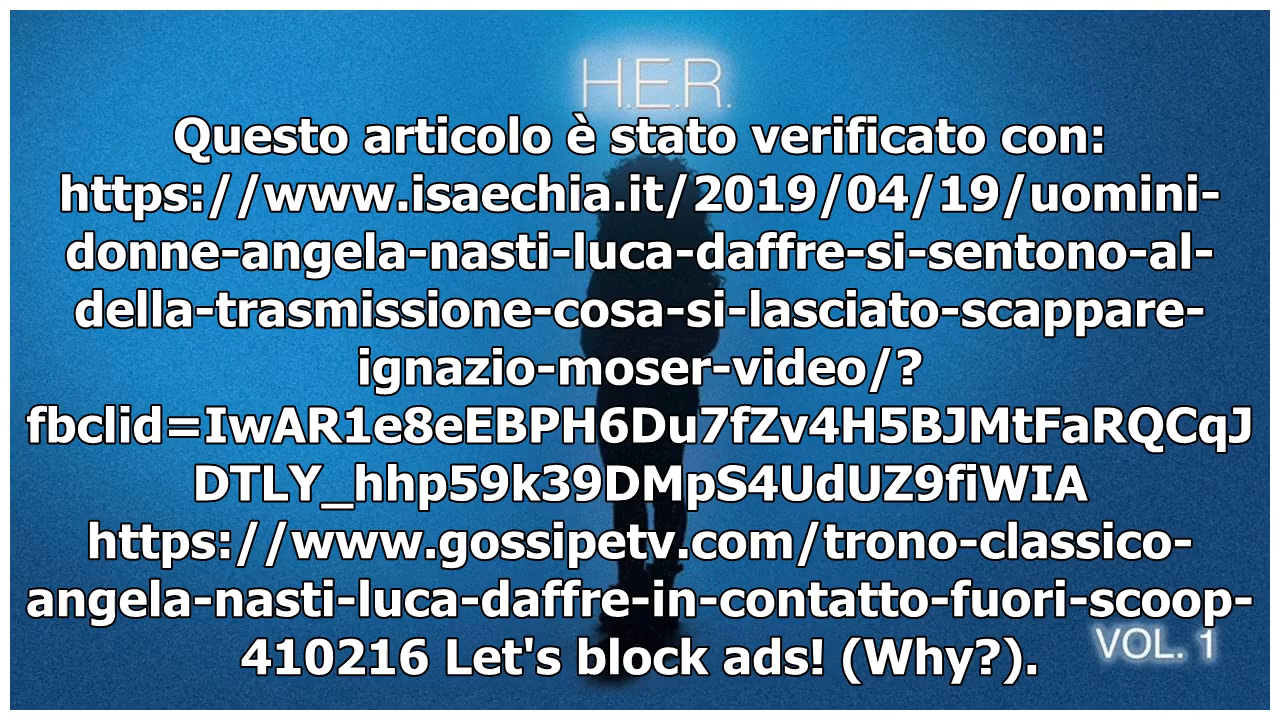 H.E.R.
Questo articolo è stato verificato con:
https://www.isaechia.it/2019/04/19/uomini-
donne-angela-nasti-luca-daffre-si-sentono-al-
della-trasmissione-cosa-si-lasciato-scappare-
ignazio-moser-video/?
fbclid=IwAR1e8eEBPH6Du7fZv4H5BJMtFaRQCqJ
DTLY_hhp59k39DMpS4UdUZ9fiWIA
https://www.gossipetv.com/trono-classico-
angela-nasti-luca-daffre-in-contatto-fuori-scoop-
410216 Let's block ads! (Why?).
VOL. 1